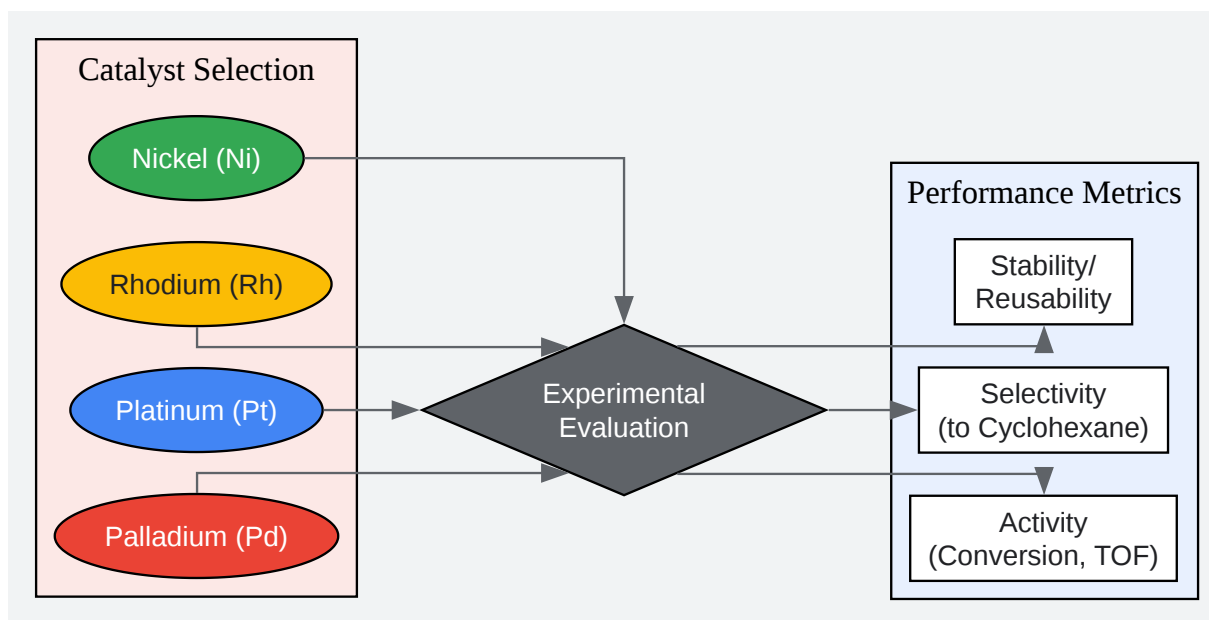 Catalyst Selection
Nickel (Ni)
Rhodium (Rh)
Platinum (Pt)
Palladium (Pd)
Experimental
Evaluation
Performance Metrics
Stability/
Reusability
Selectivity
(to Cyclohexane)
Activity
(Conversion, TOF)